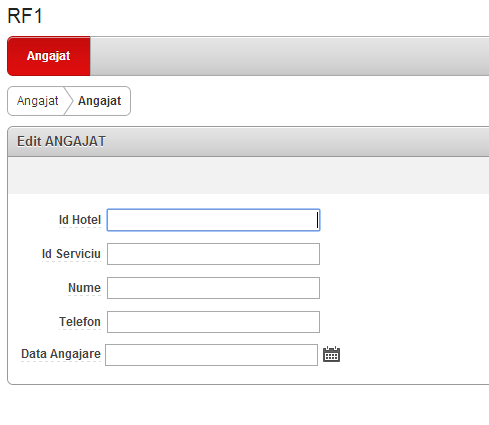 RF1
Angajat
Angajat Angajat
Edit ANGAJAT
Id Hotel
Id Serviciu
Nume
Telefon
Data Angajare